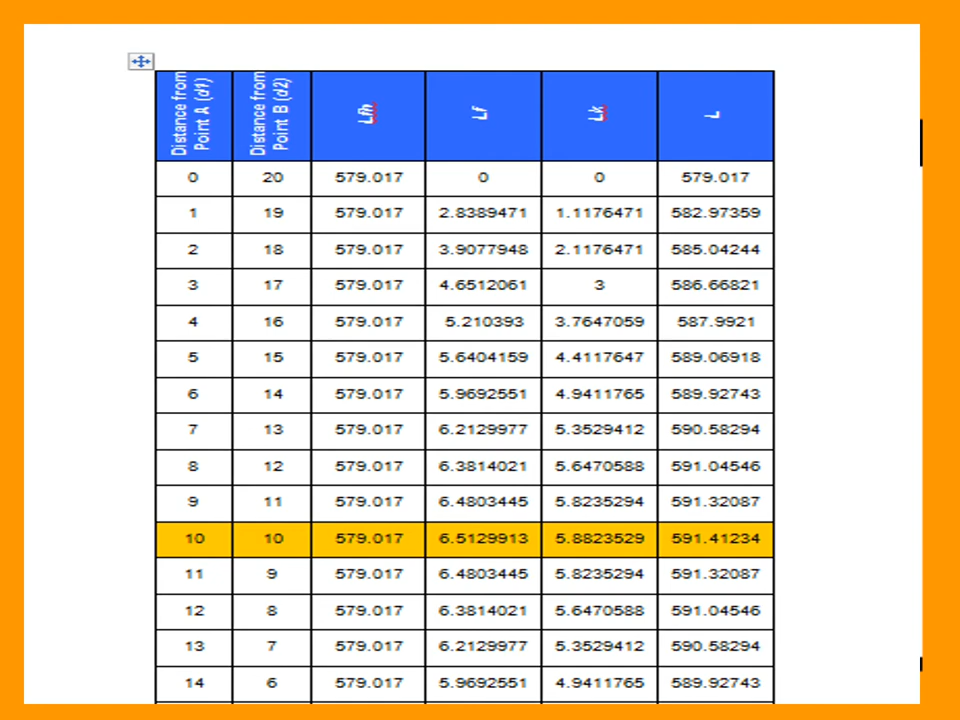 Distance from Point A (d1) Distance from Point B (d2) Lfh Lf Lk L
0 20 579.017 0 0 579.017
1 19 579.017 2.8389471 1.1176471 582.97359
2 18 579.017 3.9077948 2.1176471 585.04244
3 17 579.017 4.6512061 3 586.66821
4 16 579.017 5.210393 3.7647059 587.9921
5 15 579.017 5.6404159 4.4117647 589.06918
6 14 579.017 5.9692551 4.9411765 589.92743
7 13 579.017 6.2129977 5.3529412 590.58294
8 12 579.017 6.3814021 5.6470588 591.04546
9 11 579.017 6.4803445 5.8235294 591.32087
10 10 579.017 6.5129913 5.8823529 591.41234
11 9 579.017 6.4803445 5.8235294 591.32087
12 8 579.017 6.3814021 5.6470588 591.04546
13 7 579.017 6.2129977 5.3529412 590.58294
14 6 579.017 5.9692551 4.9411765 589.92743